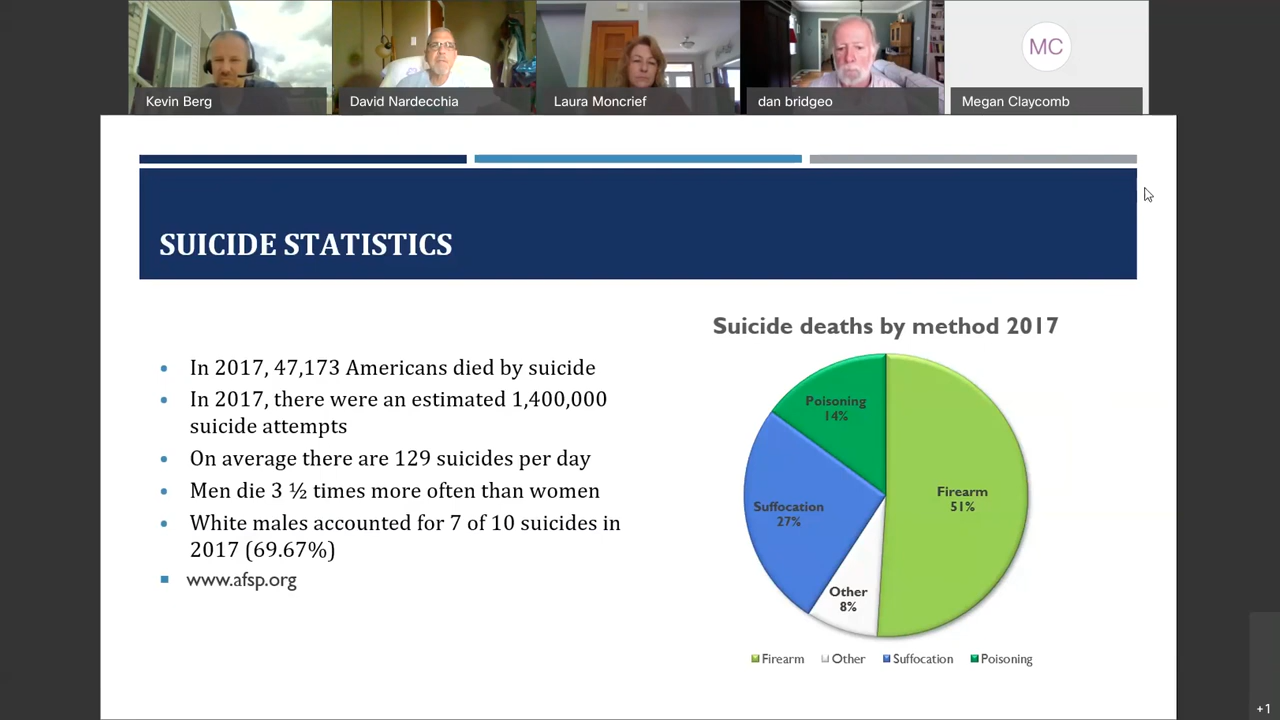 Kevin Berg
David Nardecchia
Laura Moncrief
dan bridgeo
MC
Megan Claycomb
SUICIDE STATISTICS
In 2017, 47,173 Americans died by suicide
In 2017, there were an estimated 1,400,000
suicide attempts
On average there are 129 suicides per day
Men die 3 ½ times more often than women
White males accounted for 7 of 10 suicides in
2017 (69.67%)
www.afsp.org
Suicide deaths by method 2017
Poisoning
14%
Firearm
51%
Suffocation
27%
Other
8%
Firearm
Other
Suffocation
Poisoning
+1